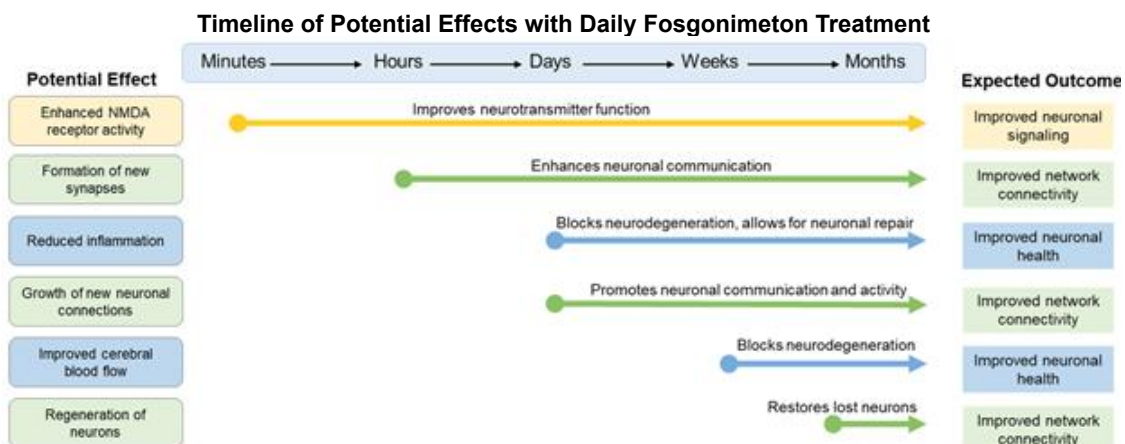 Timeline of Potential Effects with Daily Fosgonimeton Treatment
Minutes Hours Days Weeks Months
Potential Effect
Expected Outcome
Enhanced NMDA
receptor activity
Improves neurotransmitter function
Improved neuronal
signaling
Formation of new
synapses
Enhances neuronal communication
Improved network
connectivity
Reduced inflammation
Blocks neurodegeneration, allows for neuronal repair
Improved neuronal
health
Growth of new neuronal
connections
Promotes neuronal communication and activity
Improved network
connectivity
Improved cerebral
blood flow
Blocks neurodegeneration
Improved neuronal
health
Regeneration of
neurons
Restores lost neurons
Improved network
connectivity